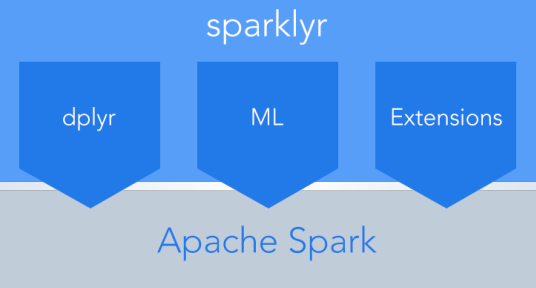 sparklyr
dplyr ML Extensions
Apache Spark